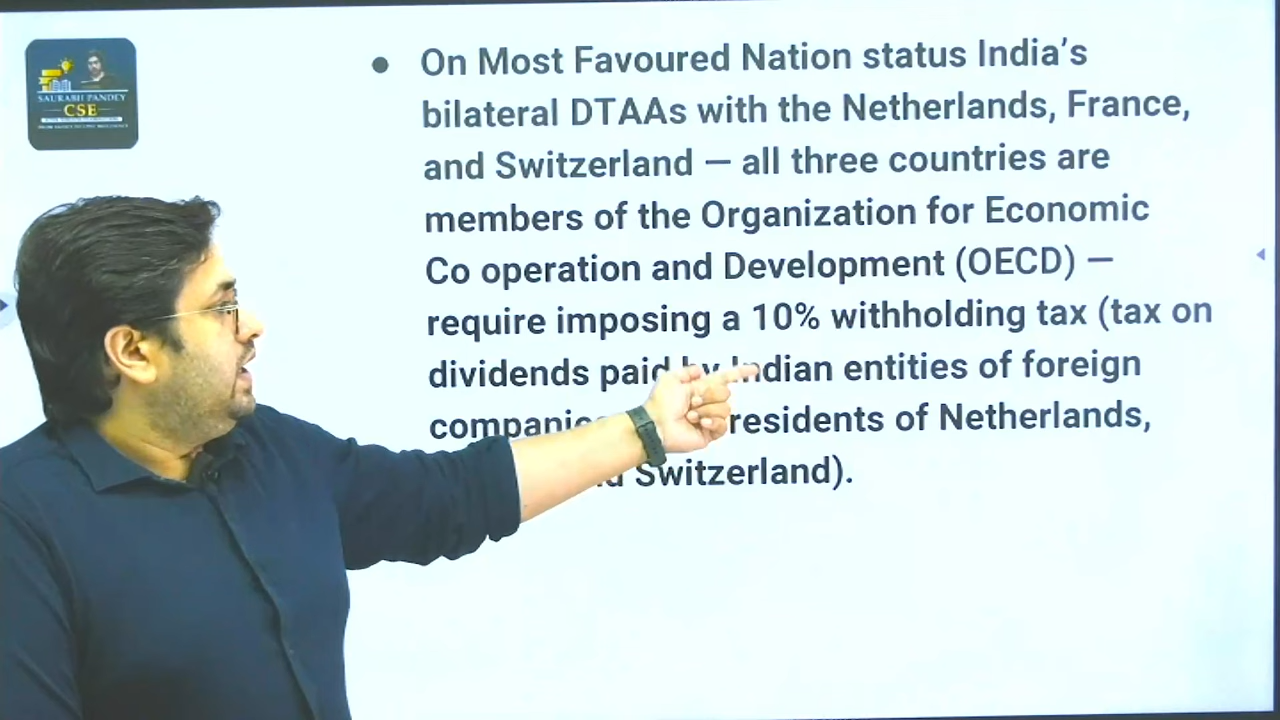 SAURABH PANDEY
CSE
On Most Favoured Nation status India's
bilateral DTAAs with the Netherlands, France,
and Switzerland — all three countries are
members of the Organization for Economic
Co operation and Development (OECD) —
require imposing a 10% withholding tax (tax on
dividends paid by Indian entities of foreign
residents of Netherlands,
Switzerland).